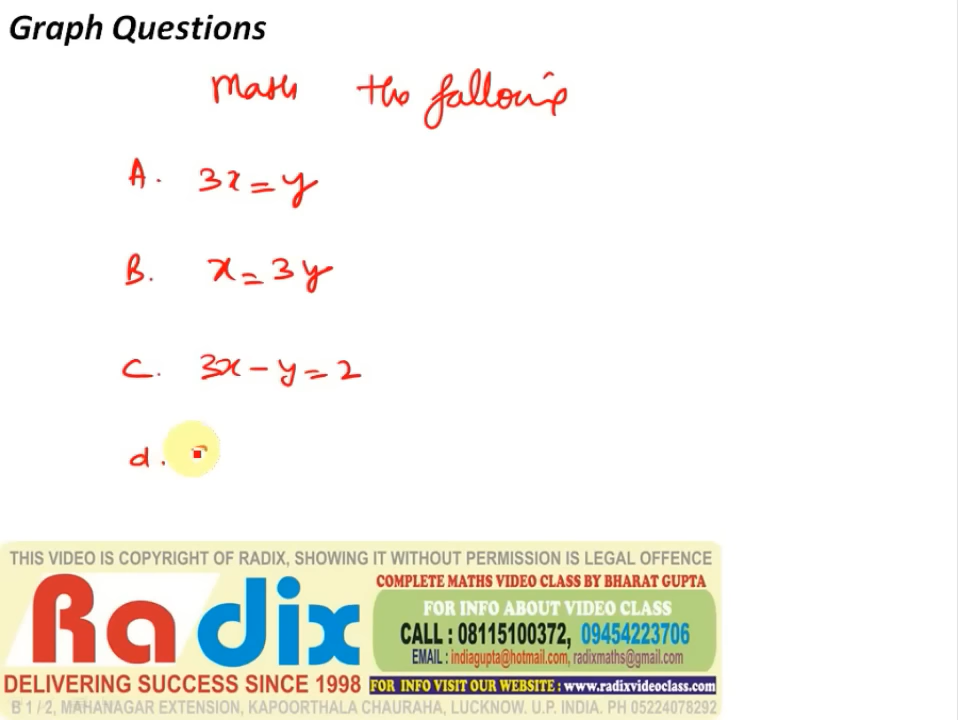 Graph Questions
Math the following
A. 3x = y
B. x = 3y
C. 3x - y = 2
d.
THIS VIDEO IS COPYRIGHT OF RADIX, SHOWING IT WITHOUT PERMISSION IS LEGAL OFFENCE
Radix
COMPLETE MATHS VIDEO CLASS BY BHARAT GUPTA
FOR INFO ABOUT VIDEO CLASS
CALL : 08115100372, 09454223706
EMAIL : indiagupta@hotmail.com, radixmaths@gmail.com
DELIVERING SUCCESS SINCE 1998
FOR INFO VISIT OUR WEBSITE : www.radixvideoclass.com
B 1 / 2, MAHANAGAR EXTENSION, KAPOORTHALA CHAURAHA, LUCKNOW. U.P. INDIA. PH 05224078292